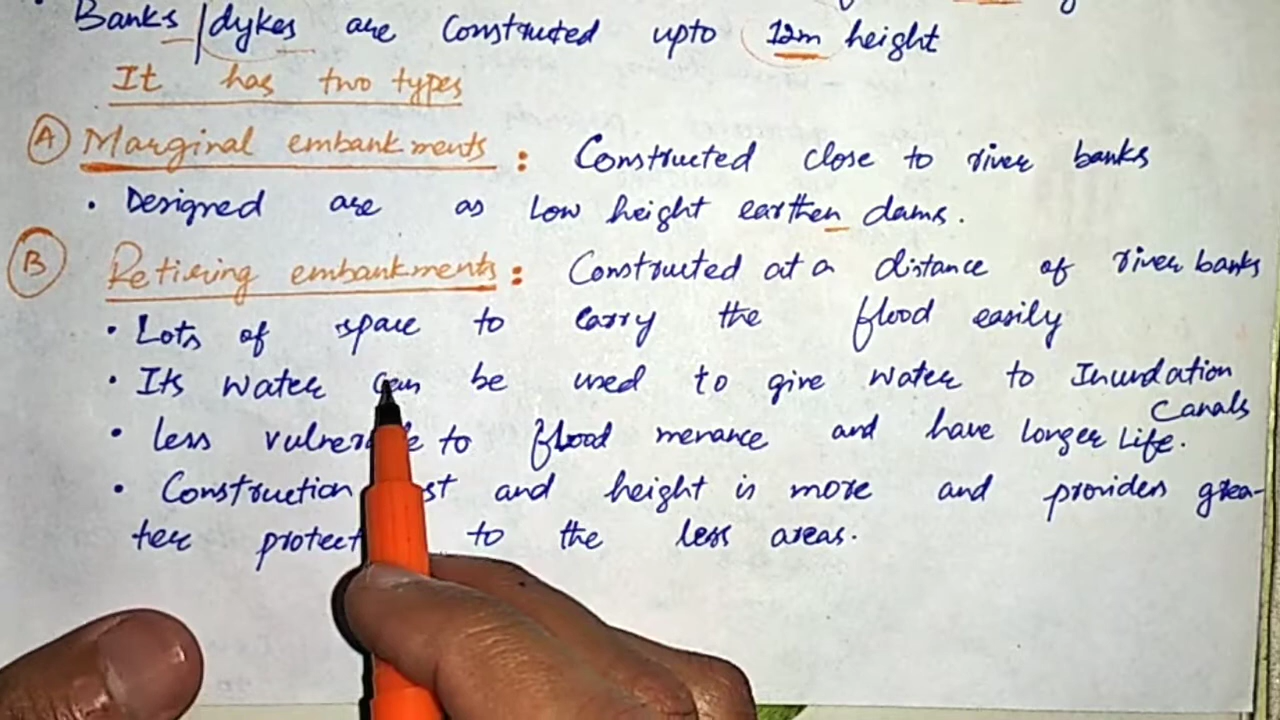 Banks/dykes are Constructed upto 12m height
It has two types
(A) Marginal embankments : Constructed close to river banks
• Designed are as low height earthen dams.
(B) Retiring embankments : Constructed at a distance of river banks
• Lots of space to carry the flood easily
• Its water can be used to give water to Inundation
Canals
• less to flood menance and have longer life.
• Construction and height is more and provides grea-
ter to the less areas.